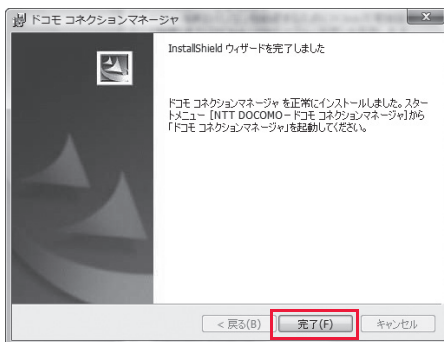 ドコモ コネクションマネージャ
InstallShield ウィザードを完了しました
ドコモ コネクションマネージャ を正常にインストールしました。スター
トメニュー [NTT DOCOMO－ドコモ コネクションマネージャ]から
「ドコモ コネクションマネージャ」を起動してください。
< 戻る(B)
完了(F)
キャンセル